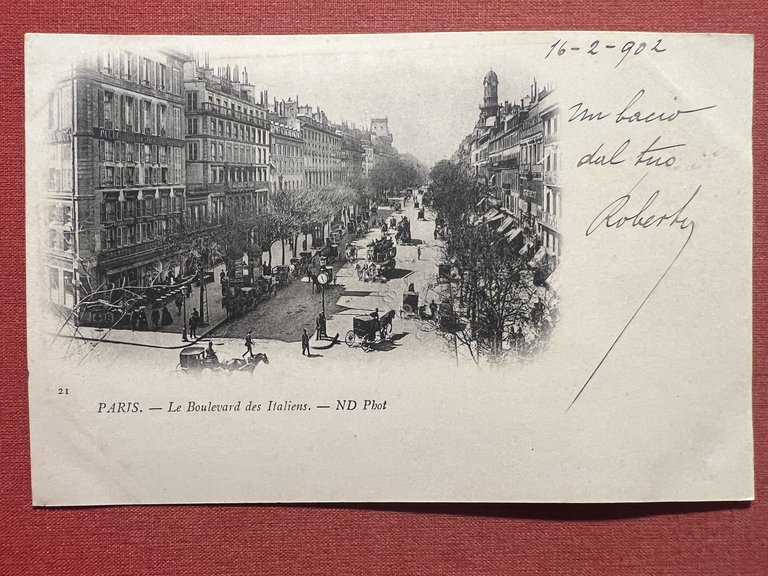 16-2-902
Un bacio
dal tuo
Roberto
21
PARIS. — Le Boulevard des Italiens. — ND Phot